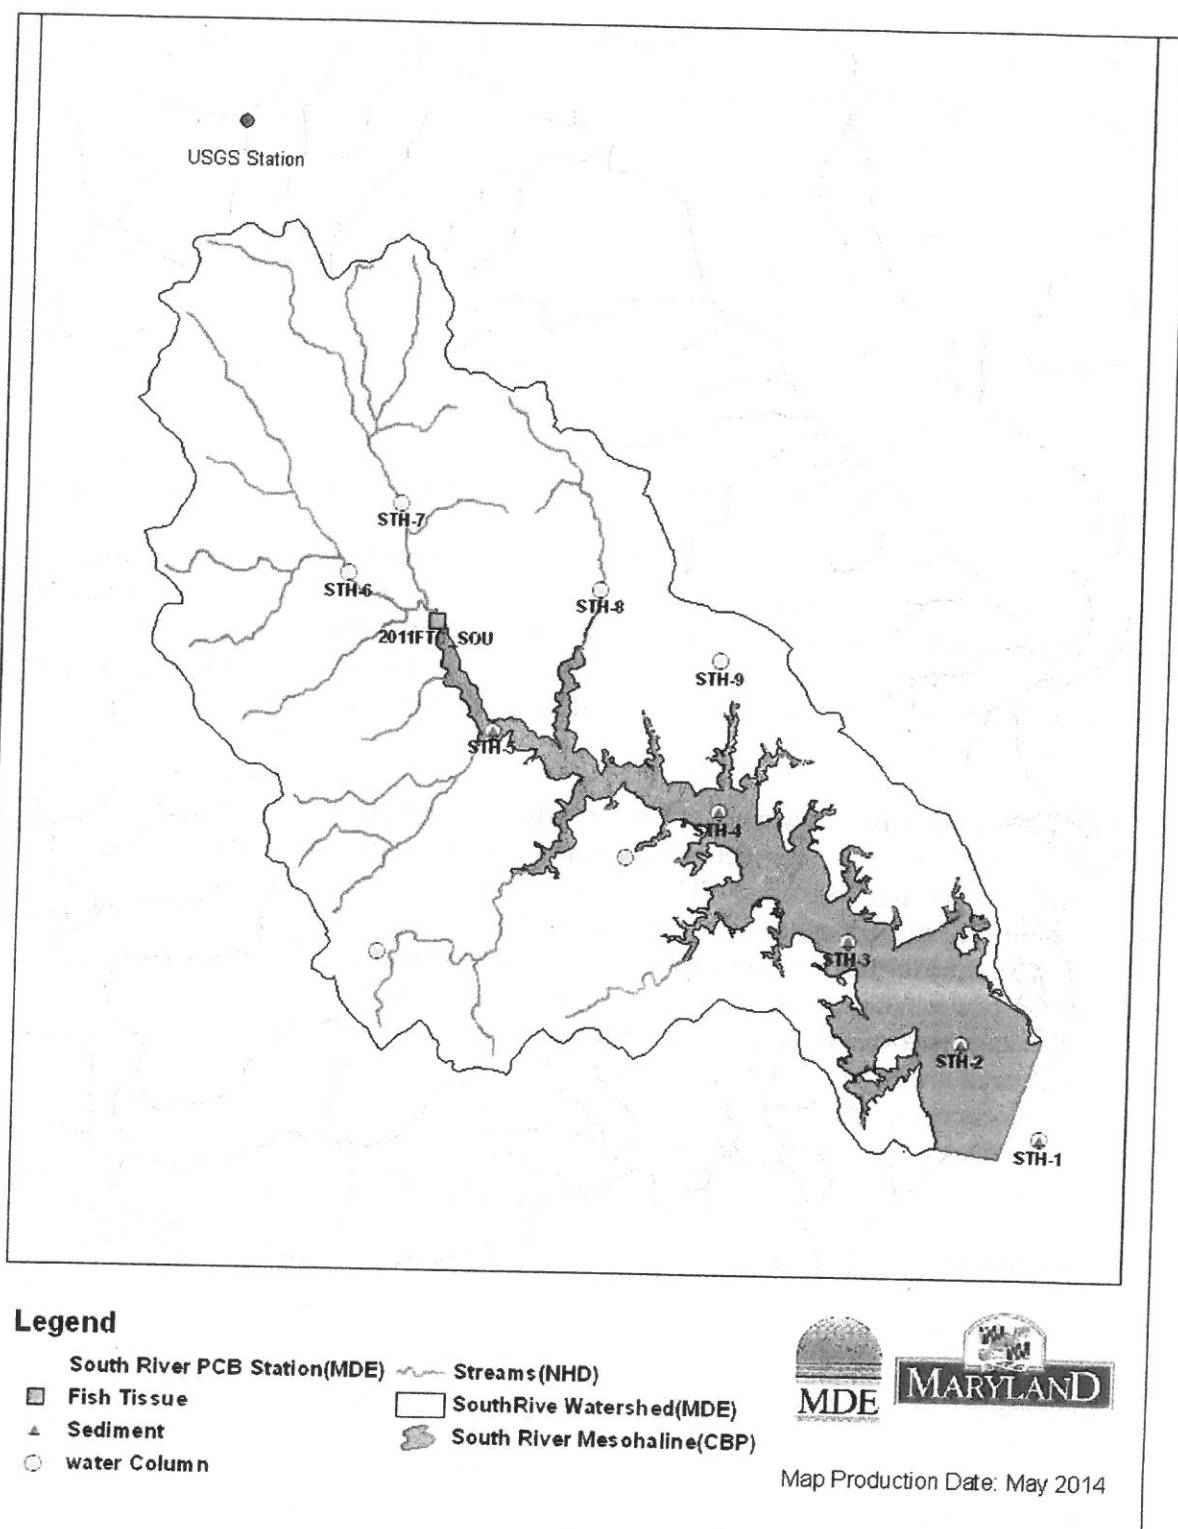 USGS Station
STH-7
STH-6
STH-8
2011FTC_SOU
STH-9
STH-5
STH-4
STH-3
STH-2
STH-1
Legend
South River PCB Station(MDE)
Fish Tissue
Sediment
water Column
Streams(NHD)
SouthRive Watershed(MDE)
South River Mesohaline(CBP)
MDE
MARYLAND
Map Production Date: May 2014